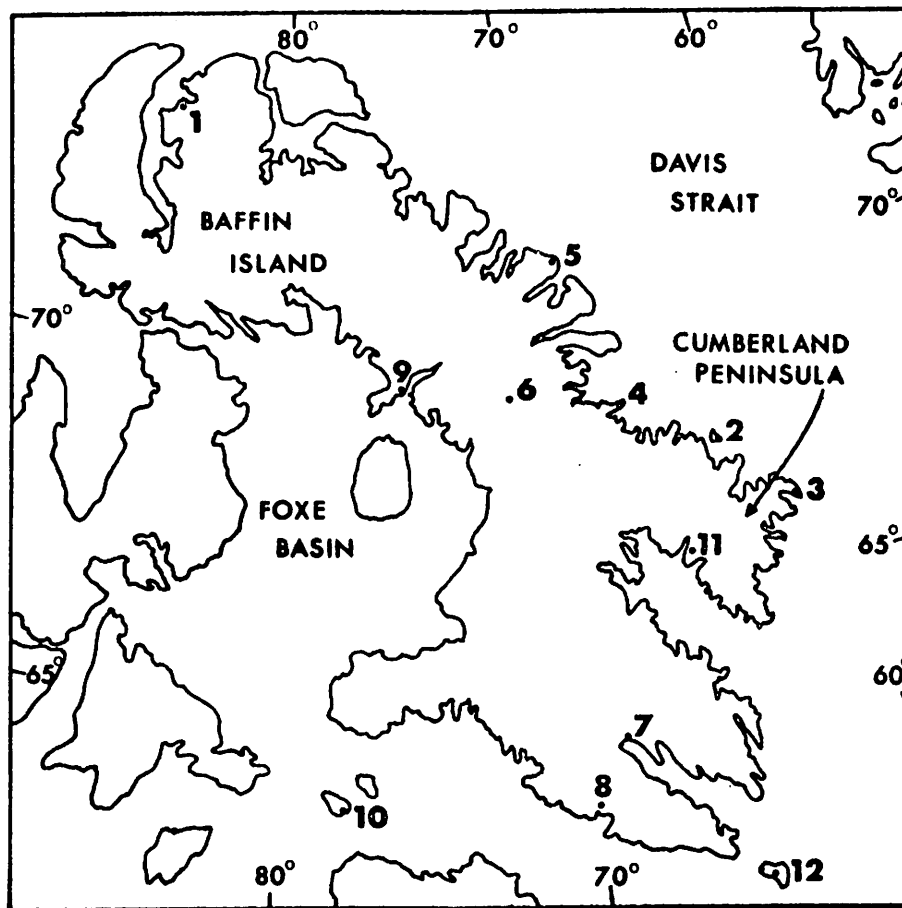 80° 70° 60°
1
DAVIS
STRAIT
70°
BAFFIN
ISLAND
5
70°
CUMBERLAND
PENINSULA
9
6
4
2
3
FOXE
BASIN
11
65°
65°
60°
7
8
10
12
80° 70°